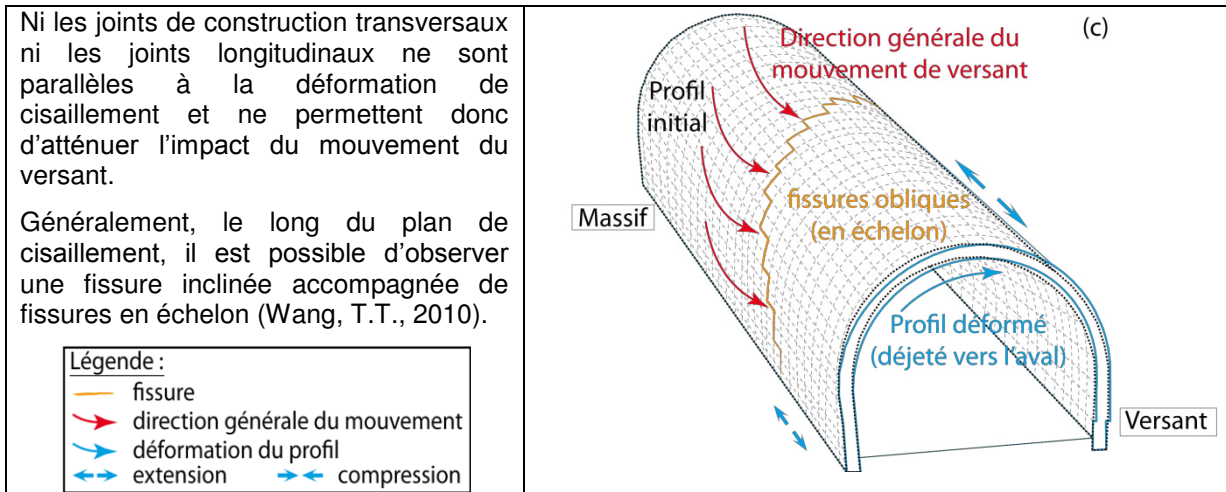 Ni les joints de construction transversaux
ni les joints longitudinaux ne sont
parallèles à la déformation de
cisaillement et ne permettent donc
d'atténuer l'impact du mouvement du
versant.
Généralement, le long du plan de
cisaillement, il est possible d'observer
une fissure inclinée accompagnée de
fissures en échelon (Wang, T.T., 2010).
Légende :
fissure
direction générale du mouvement
déformation du profil
extension
compression
(c)
Direction générale du
mouvement de versant
Profil
initial
Massif
fissures obliques
(en échelon)
Profil déformé
(déjeté vers l'aval)
Versant